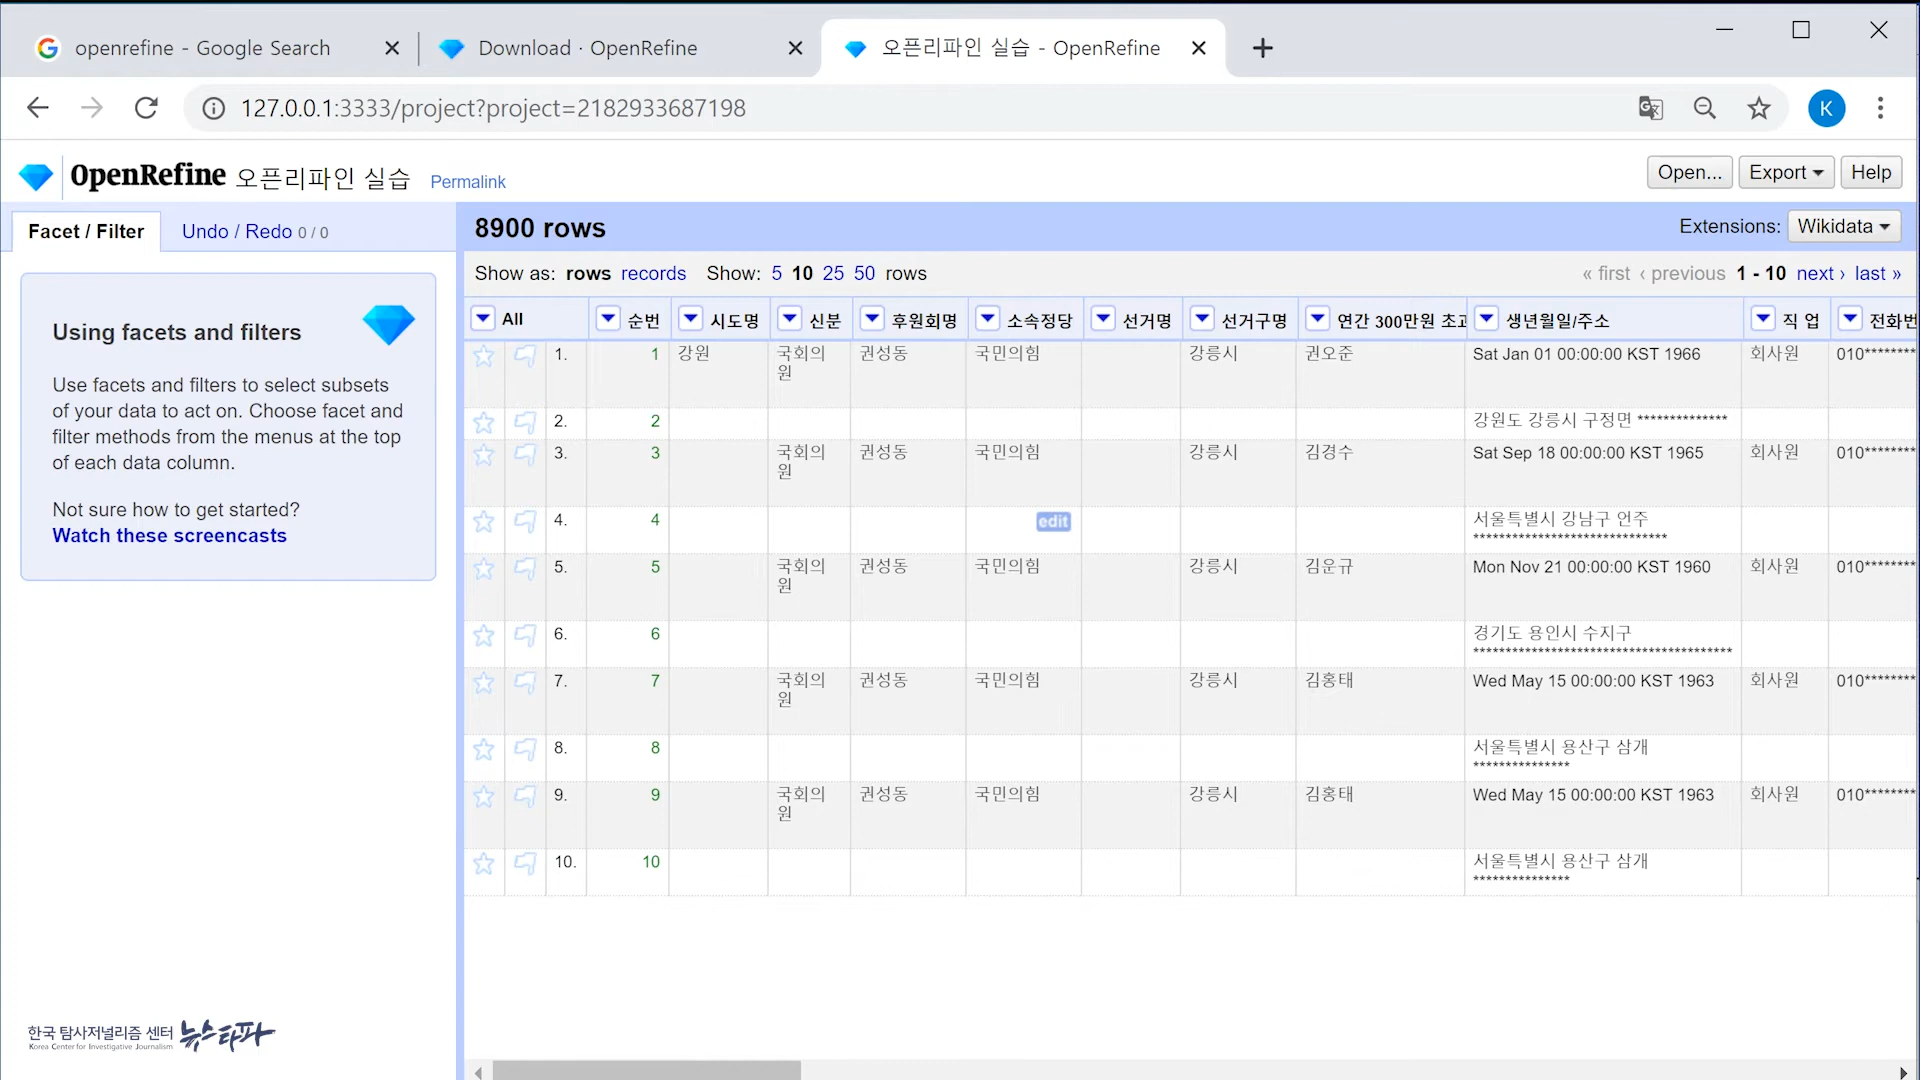 openrefine - Google Search
Download · OpenRefine
오픈리파인 실습 - OpenRefine
127.0.0.1:3333/project?project=2182933687198
K
OpenRefine 오픈리파인 실습 Permalink
Open... Export Help
Facet / Filter Undo / Redo 0 / 0
8900 rows
Extensions: Wikidata
Show as: rows records Show: 5 10 25 50 rows
« first ‹ previous 1 - 10 next › last »
Using facets and filters
Use facets and filters to select subsets
of your data to act on. Choose facet and
filter methods from the menus at the top
of each data column.
Not sure how to get started?
Watch these screencasts
All 순번 시도명 신분 후원회명 소속정당 선거명 선거구명 연간 300만원 초과 생년월일/주소 직 업 전화번
1. 1 강원 국회의 권성동 국민의힘 강릉시 권오준 Sat Jan 01 00:00:00 KST 1966 회사원 010********
원
2. 2 강원도 강릉시 구정면 **************
3. 3 국회의 권성동 국민의힘 강릉시 김경수 Sat Sep 18 00:00:00 KST 1965 회사원 010********
원
4. 4 edit 서울특별시 강남구 언주
******************************
5. 5 국회의 권성동 국민의힘 강릉시 김운규 Mon Nov 21 00:00:00 KST 1960 회사원 010********
원
6. 6 경기도 용인시 수지구
****************************************
7. 7 국회의 권성동 국민의힘 강릉시 김홍태 Wed May 15 00:00:00 KST 1963 회사원 010********
원
8. 8 서울특별시 용산구 삼개
***************
9. 9 국회의 권성동 국민의힘 강릉시 김홍태 Wed May 15 00:00:00 KST 1963 회사원 010********
원
10. 10 서울특별시 용산구 삼개
***************
한국 탐사저널리즘 센터 뉴스타파
Korea Center for Investigative Journalism